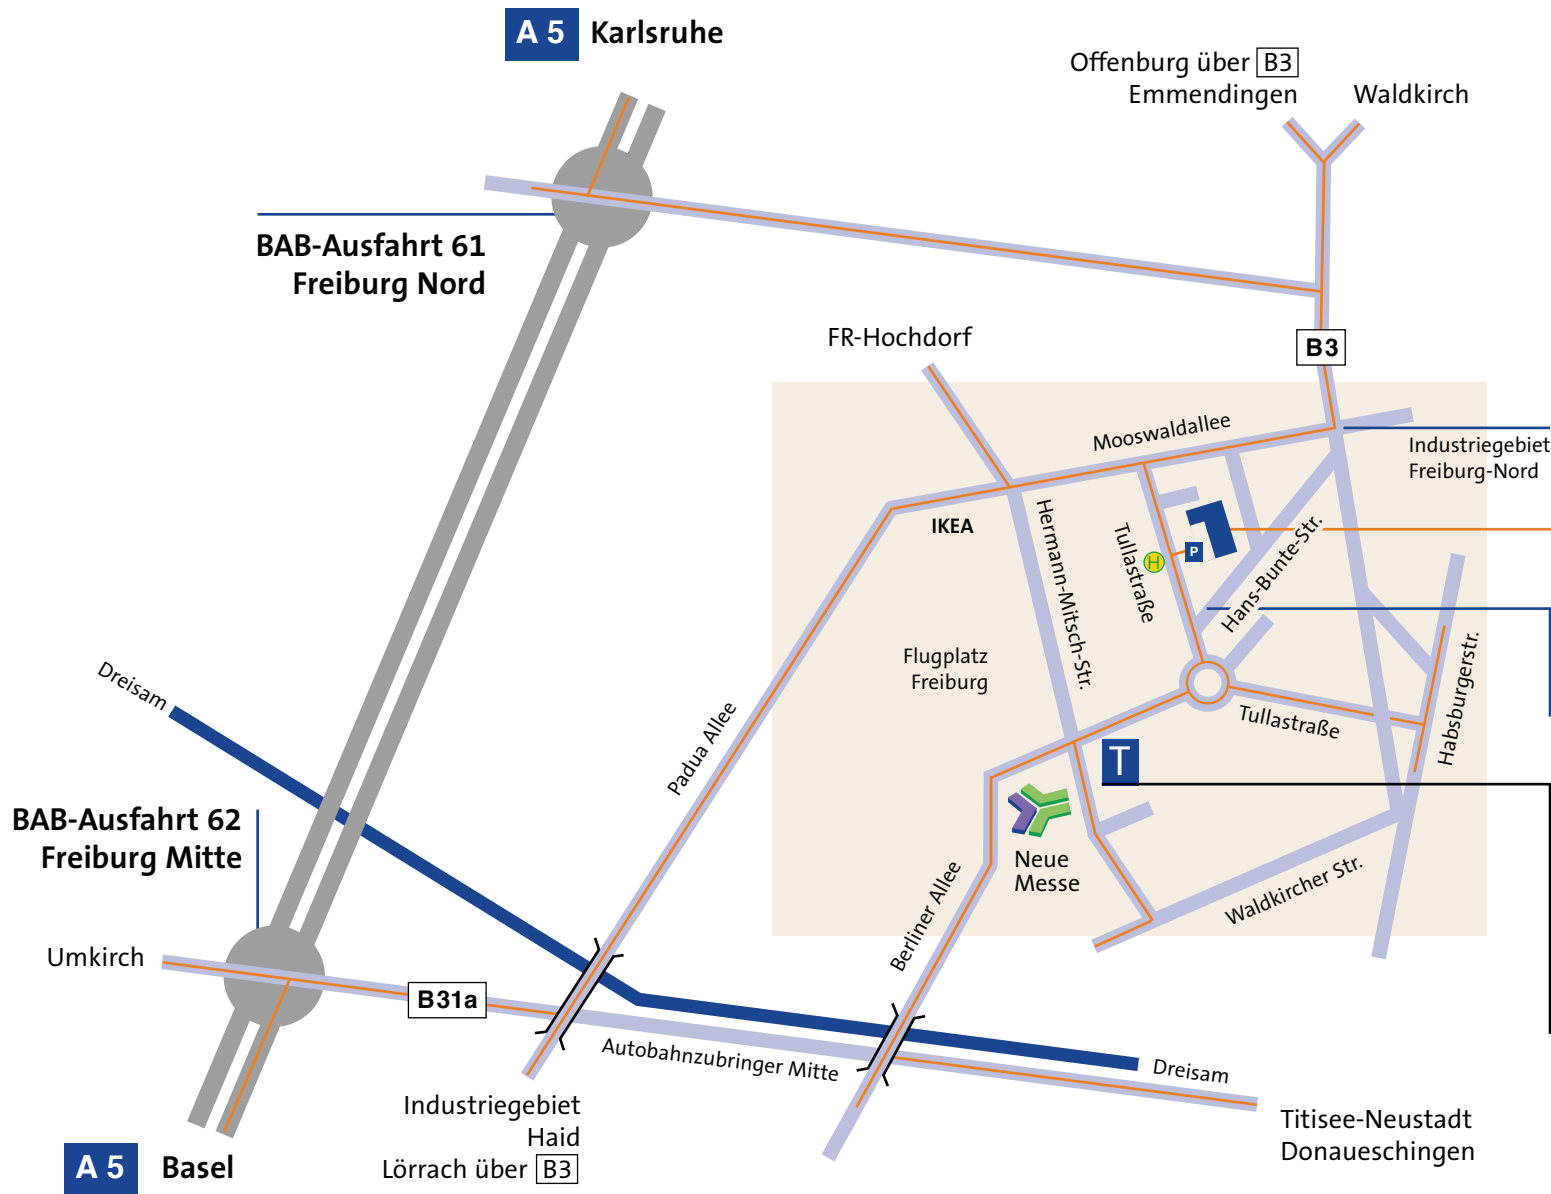 A 5 Karlsruhe
Offenburg über B3
Emmendingen
Waldkirch
BAB-Ausfahrt 61
Freiburg Nord
FR-Hochdorf
B3
Mooswaldallee
Industriegebiet
Freiburg-Nord
IKEA
Hermann-Mitsch-Str.
Tullastraße
H
P
Hans-Bunte-Str.
Flugplatz
Freiburg
Habsburgerstr.
Tullastraße
Dreisam
Padua Allee
T
BAB-Ausfahrt 62
Freiburg Mitte
Neue
Messe
Berliner Allee
Waldkircher Str.
Umkirch
B31a
Autobahnzubringer Mitte
Dreisam
Industriegebiet
Haid
Lörrach über B3
Titisee-Neustadt
Donaueschingen
A 5 Basel